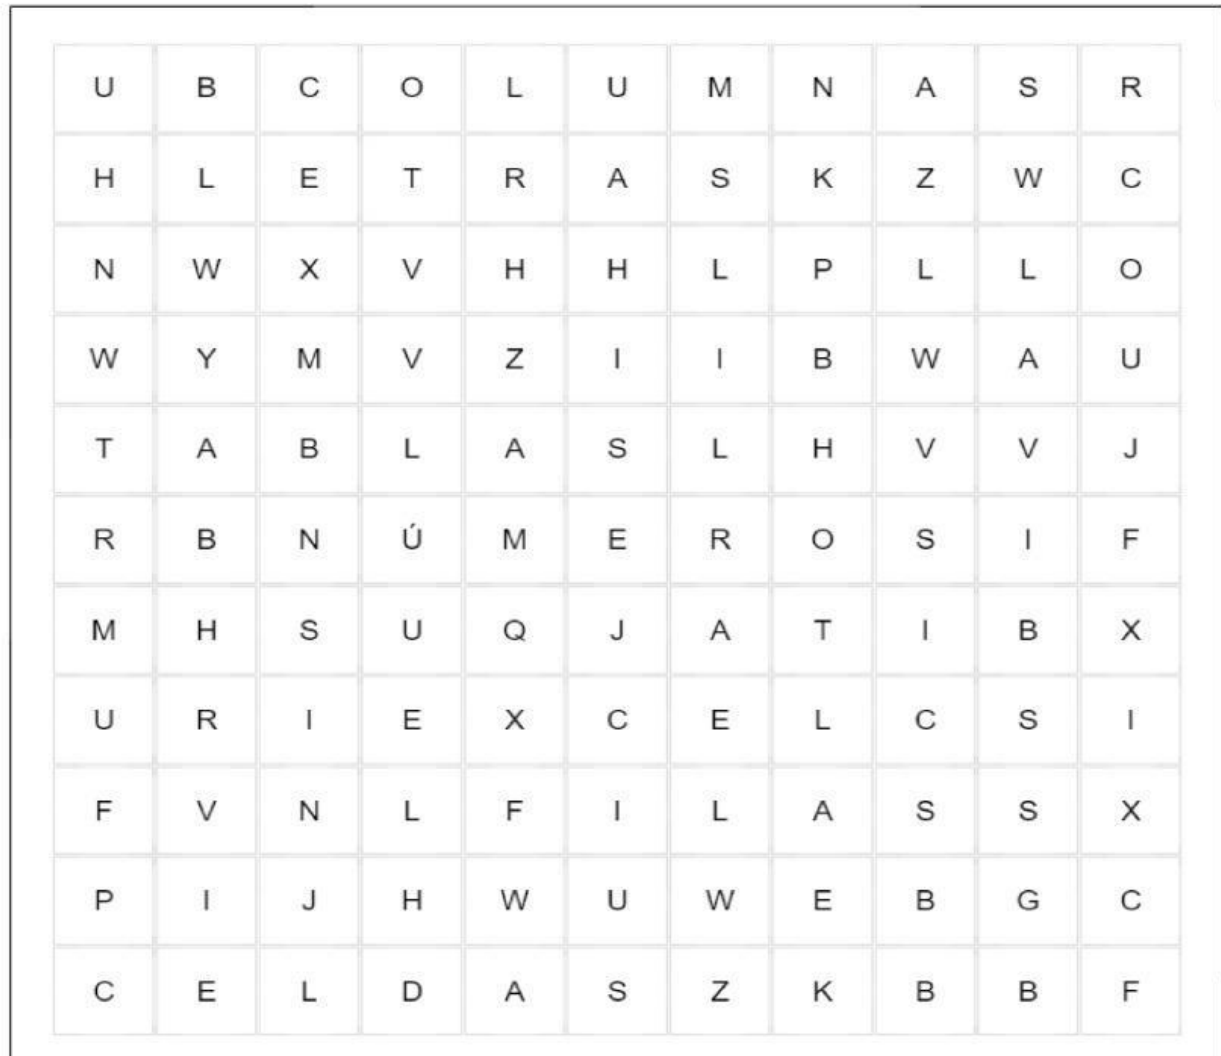 U B C O L U M N A S R
H L E T R A S K Z W C
N W X V H H L P L L O
W Y M V Z I I B W A U
T A B L A S L H V V J
R B N Ú M E R O S I F
M H S U Q J A T I B X
U R I E X C E L C S I
F V N L F I L A S S X
P I J H W U W E B G C
C E L D A S Z K B B F